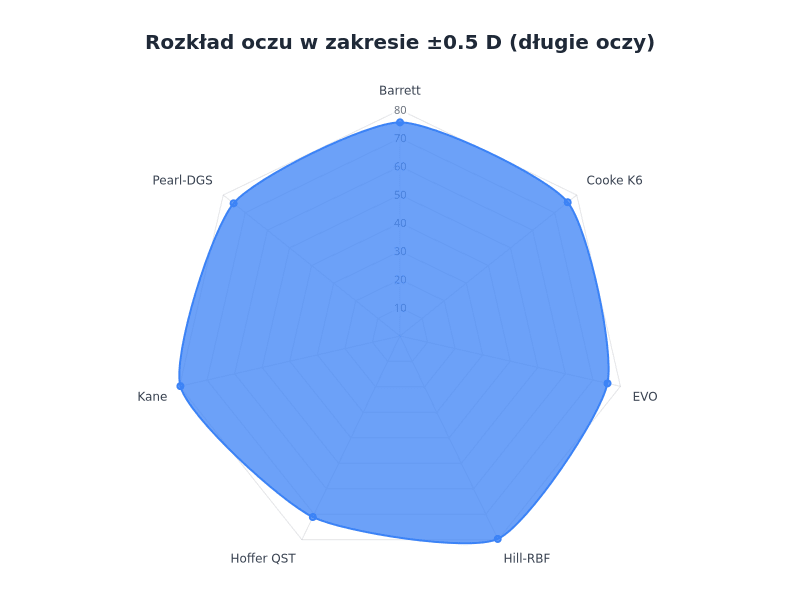 Rozkład oczu w zakresie ±0.5 D (długie oczy)
Barrett
80
70
60
50
40
30
20
10
Pearl-DGS
Cooke K6
Kane
EVO
Hoffer QST
Hill-RBF